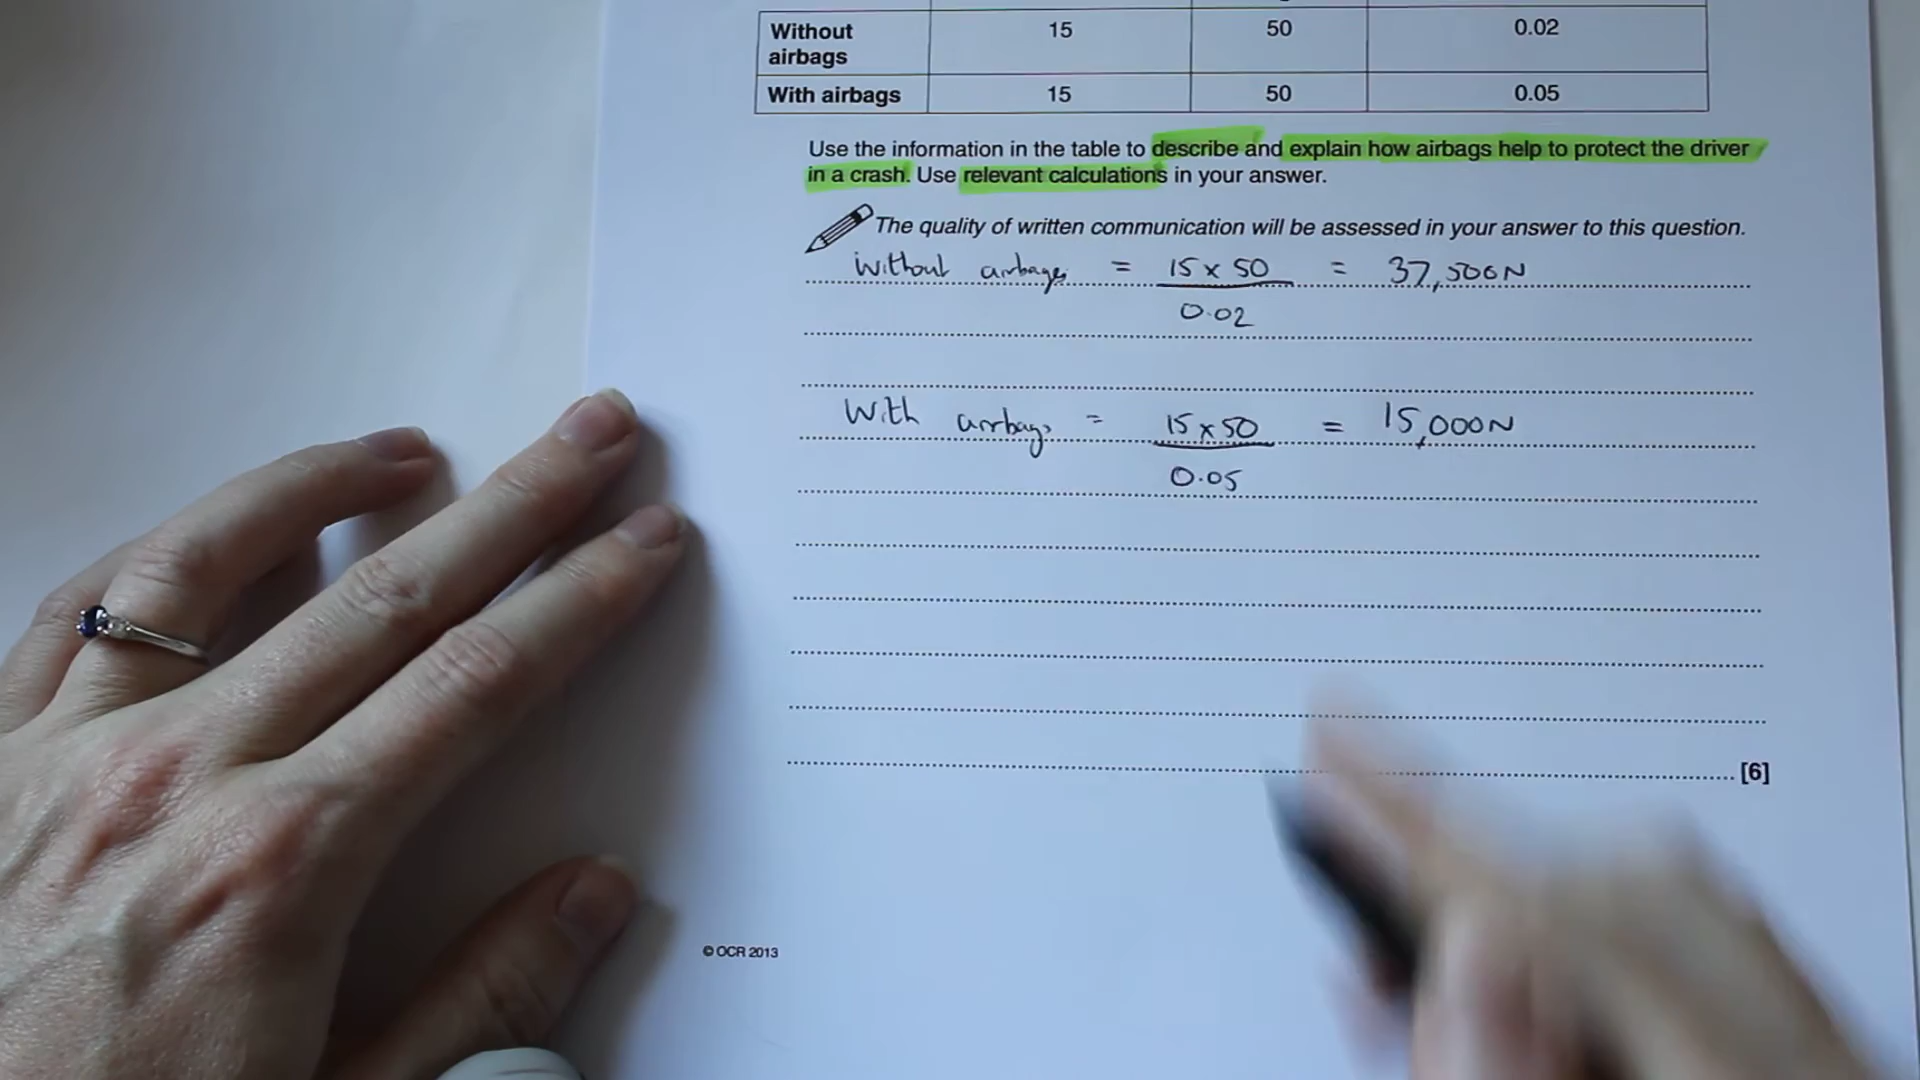 Without airbags 15 50 0.02
With airbags 15 50 0.05
Use the information in the table to describe and explain how airbags help to protect the driver
in a crash. Use relevant calculations in your answer.
The quality of written communication will be assessed in your answer to this question.
Without airbags = 15 x 50 = 37,500N
0.02
With airbags = 15 x 50 = 15,000N
0.05
[6]
© OCR 2013